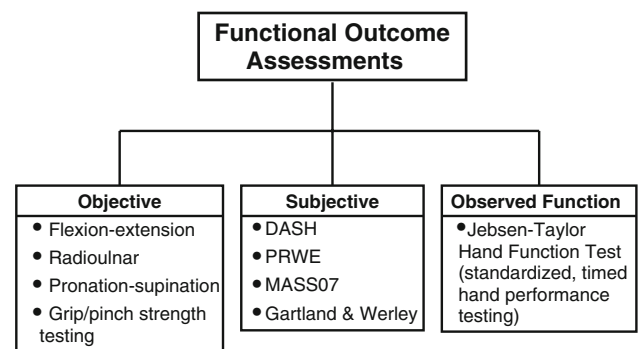 Functional Outcome
Assessments
Objective
• Flexion-extension
• Radioulnar
• Pronation-supination
• Grip/pinch strength
testing
Subjective
• DASH
• PRWE
• MASS07
• Gartland & Werley
Observed Function
• Jebsen-Taylor
Hand Function Test
(standardized, timed
hand performance
testing)